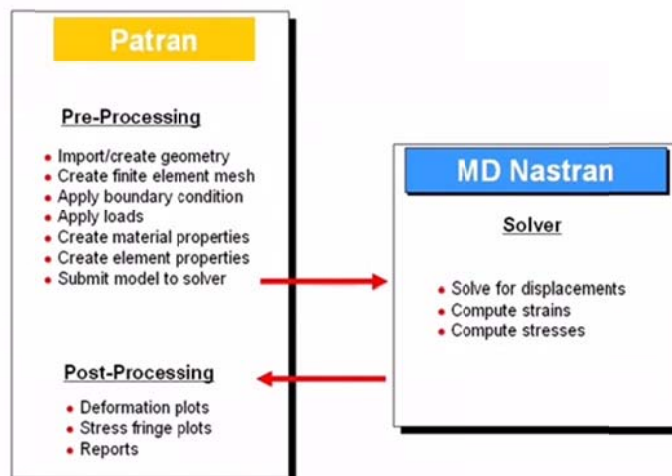 Patran
Pre-Processing
Import/create geometry
Create finite element mesh
Apply boundary condition
Apply loads
Create material properties
Create element properties
Submit model to solver
Post-Processing
Deformation plots
Stress fringe plots
Reports
MD Nastran
Solver
Solve for displacements
Compute strains
Compute stresses